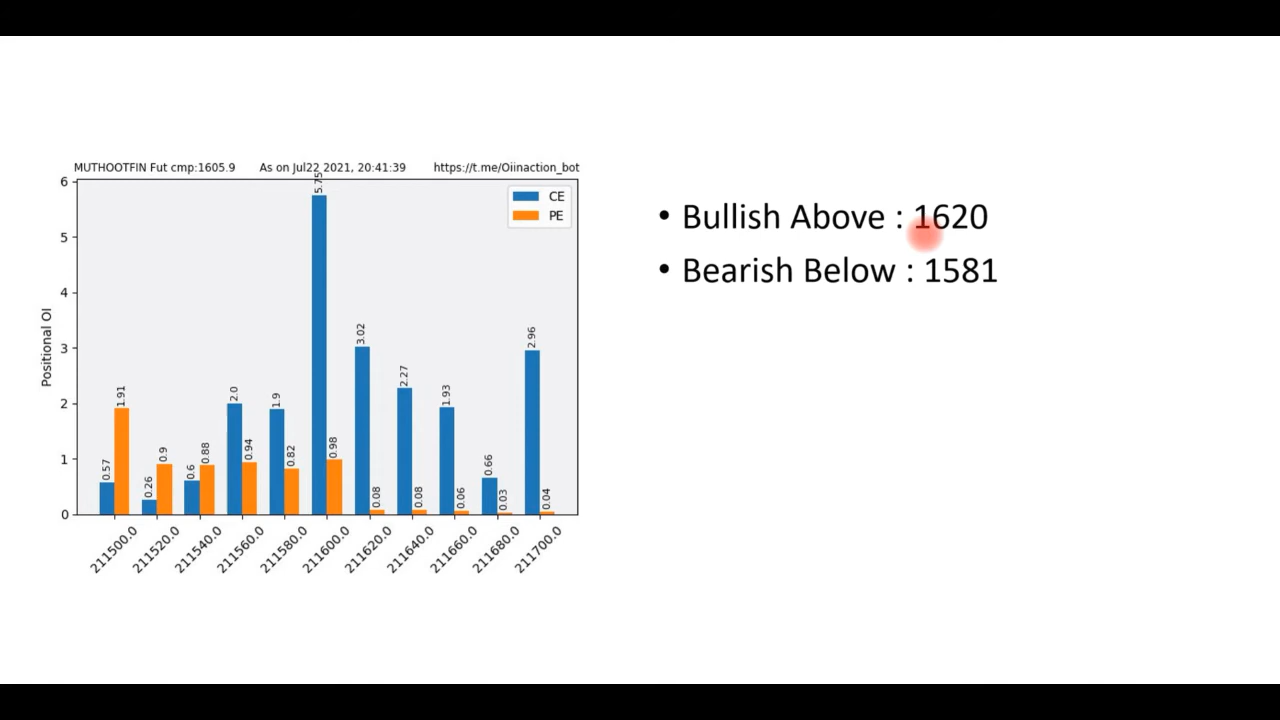 MUTHOOTFIN Fut cmp:1605.9 As on Jul22 2021, 20:41:39 https://t.me/Oiinaction_bot
CE
PE
Positional OI
6
5
4
3
2
1
0
0.57 1.91 0.26 0.9 0.6 0.88 2.0 0.94 1.9 0.82 5.75 0.98 3.02 0.08 2.27 0.08 1.93 0.06 0.66 0.03 2.96 0.04
211500.0 211520.0 211540.0 211560.0 211580.0 211600.0 211620.0 211640.0 211660.0 211680.0 211700.0
• Bullish Above : 1620
• Bearish Below : 1581